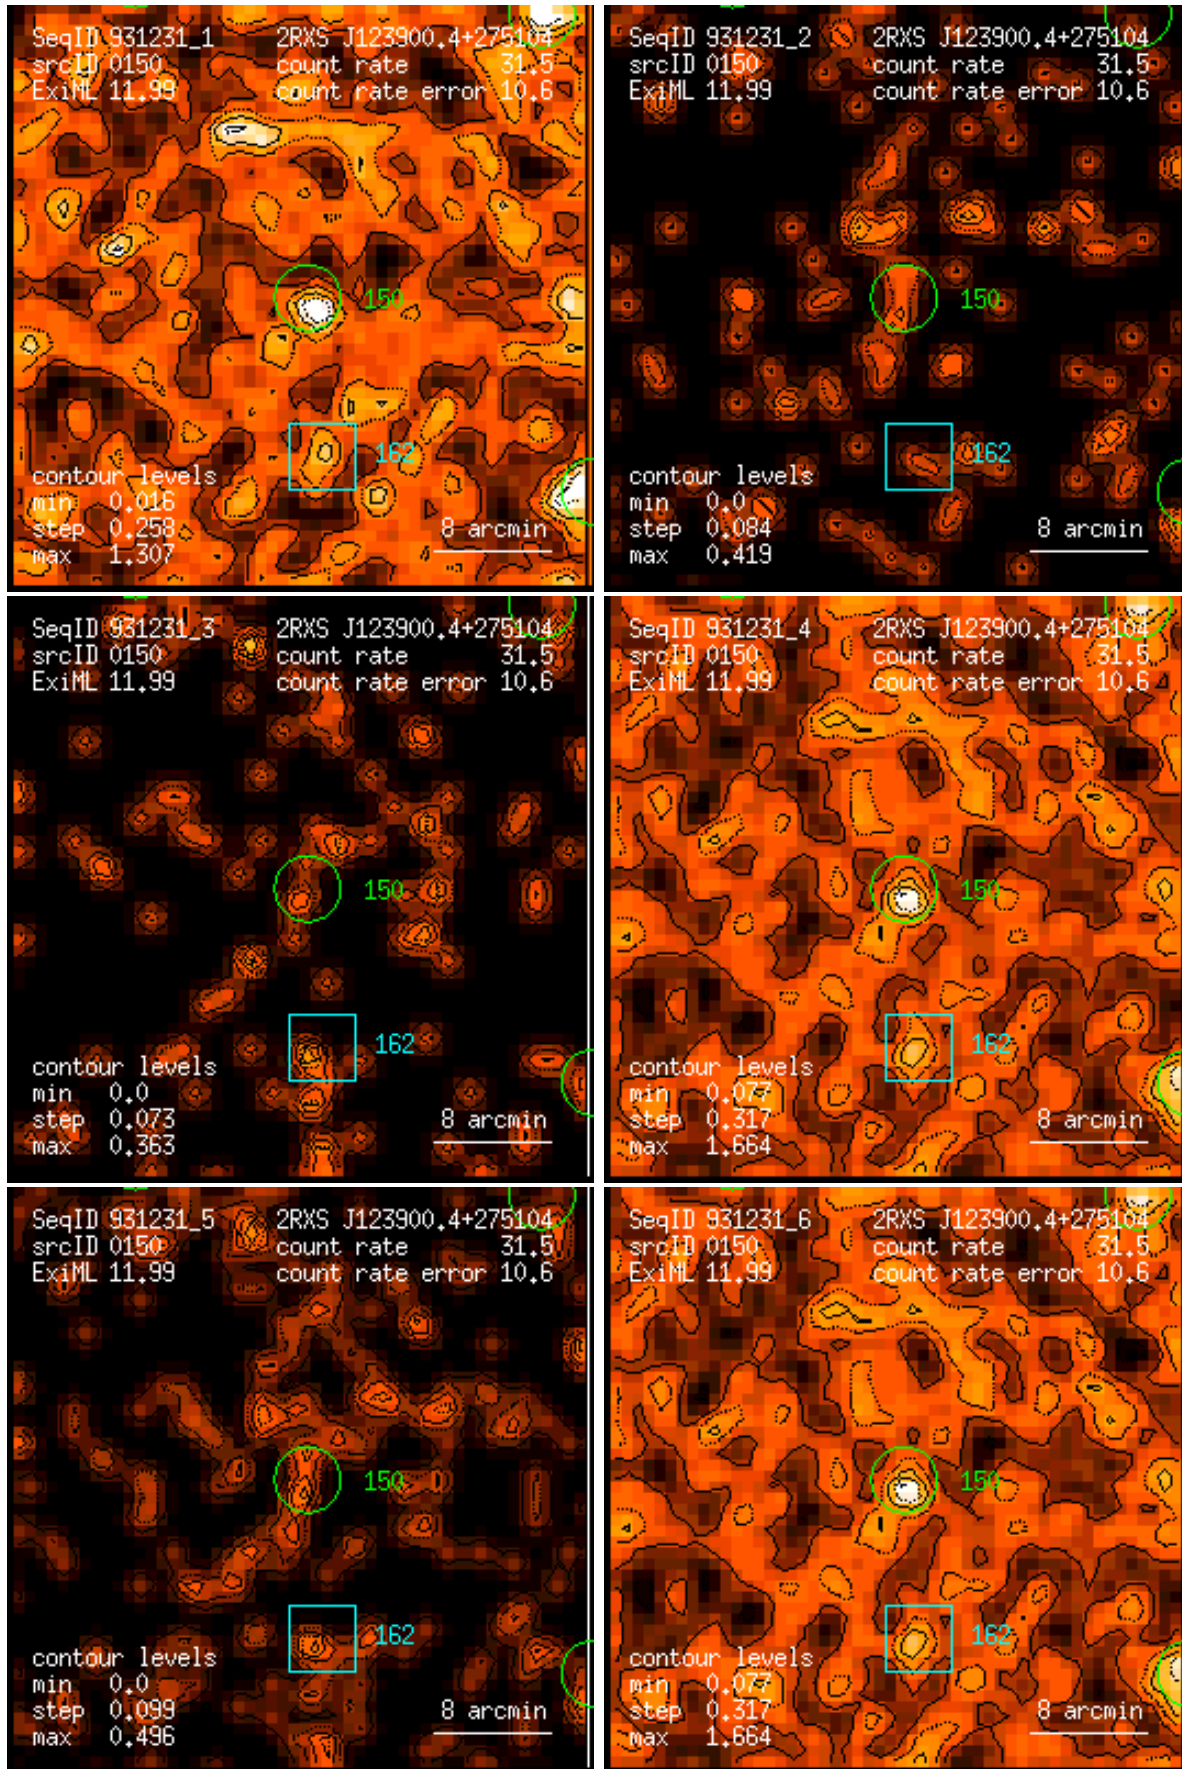 SeqID 931231_1 2RXS J123900.4+275104
srcID 0150 count rate 31.5
ExiML 11.99 count rate error 10.6
150
162
contour levels
min 0.016
step 0.258 8 arcmin
max 1.307
SeqID 931231_2 2RXS J123900.4+275104
srcID 0150 count rate 31.5
ExiML 11.99 count rate error 10.6
150
162
contour levels
min 0.0
step 0.084 8 arcmin
max 0.419
SeqID 931231_3 2RXS J123900.4+275104
srcID 0150 count rate 31.5
ExiML 11.99 count rate error 10.6
150
162
contour levels
min 0.0
step 0.073 8 arcmin
max 0.363
SeqID 931231_4 2RXS J123900.4+275104
srcID 0150 count rate 31.5
ExiML 11.99 count rate error 10.6
150
162
contour levels
min 0.077
step 0.317 8 arcmin
max 1.664
SeqID 931231_5 2RXS J123900.4+275104
srcID 0150 count rate 31.5
ExiML 11.99 count rate error 10.6
150
162
contour levels
min 0.0
step 0.099 8 arcmin
max 0.496
SeqID 931231_6 2RXS J123900.4+275104
srcID 0150 count rate 31.5
ExiML 11.99 count rate error 10.6
150
162
contour levels
min 0.077
step 0.317 8 arcmin
max 1.664